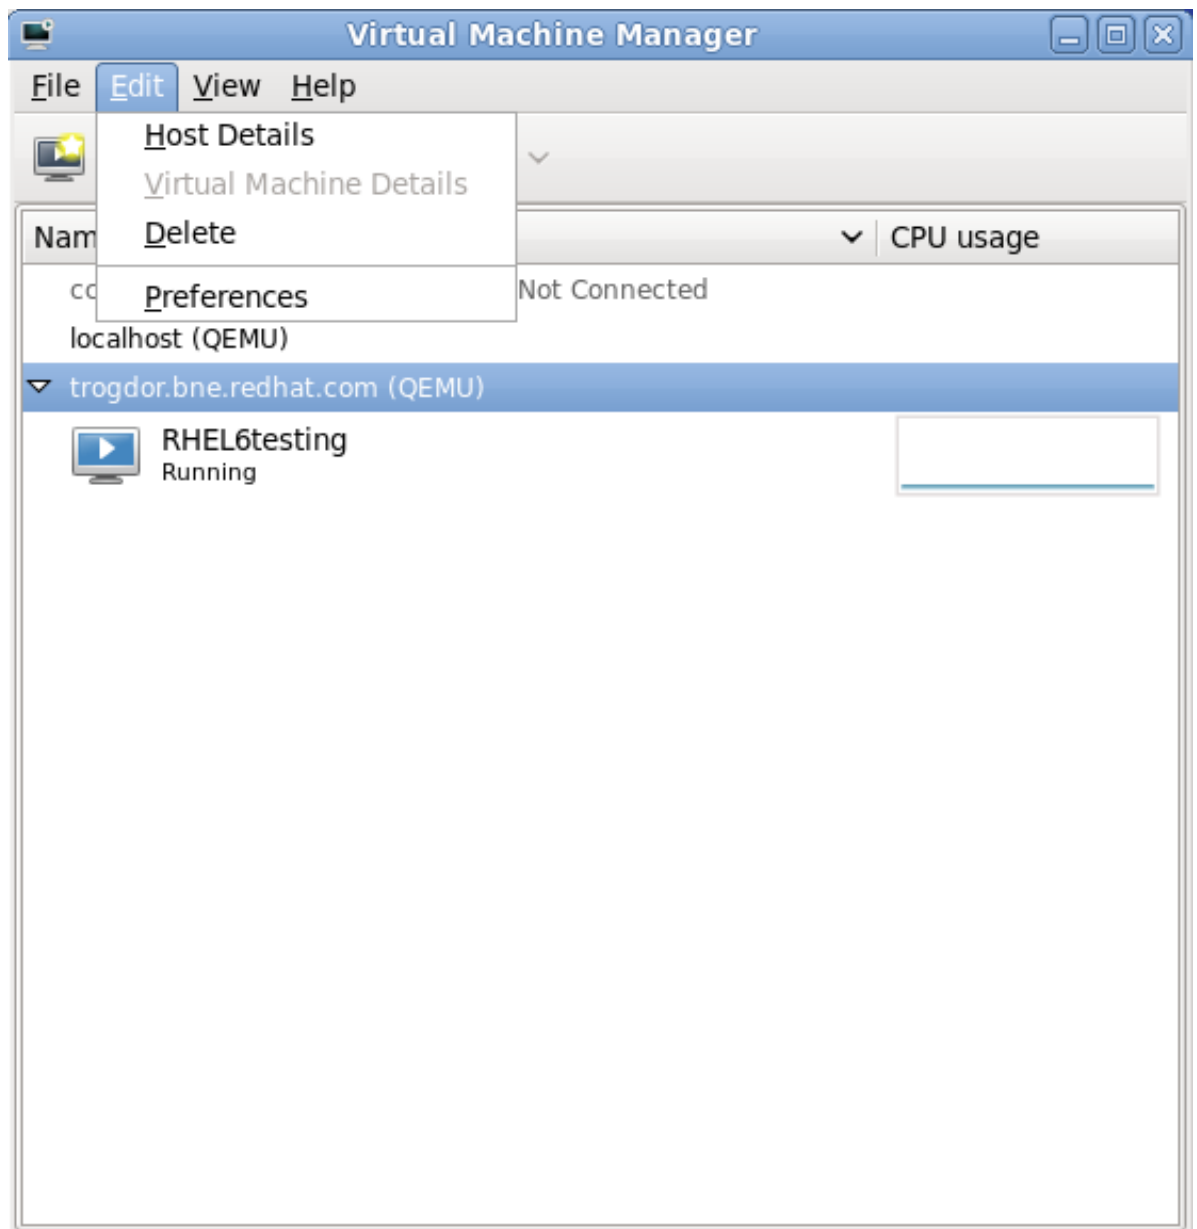 Virtual Machine Manager
File Edit View Help
Host Details
Virtual Machine Details
Delete
Preferences
CPU usage
Not Connected
localhost (QEMU)
trogdor.bne.redhat.com (QEMU)
RHEL6testing
Running